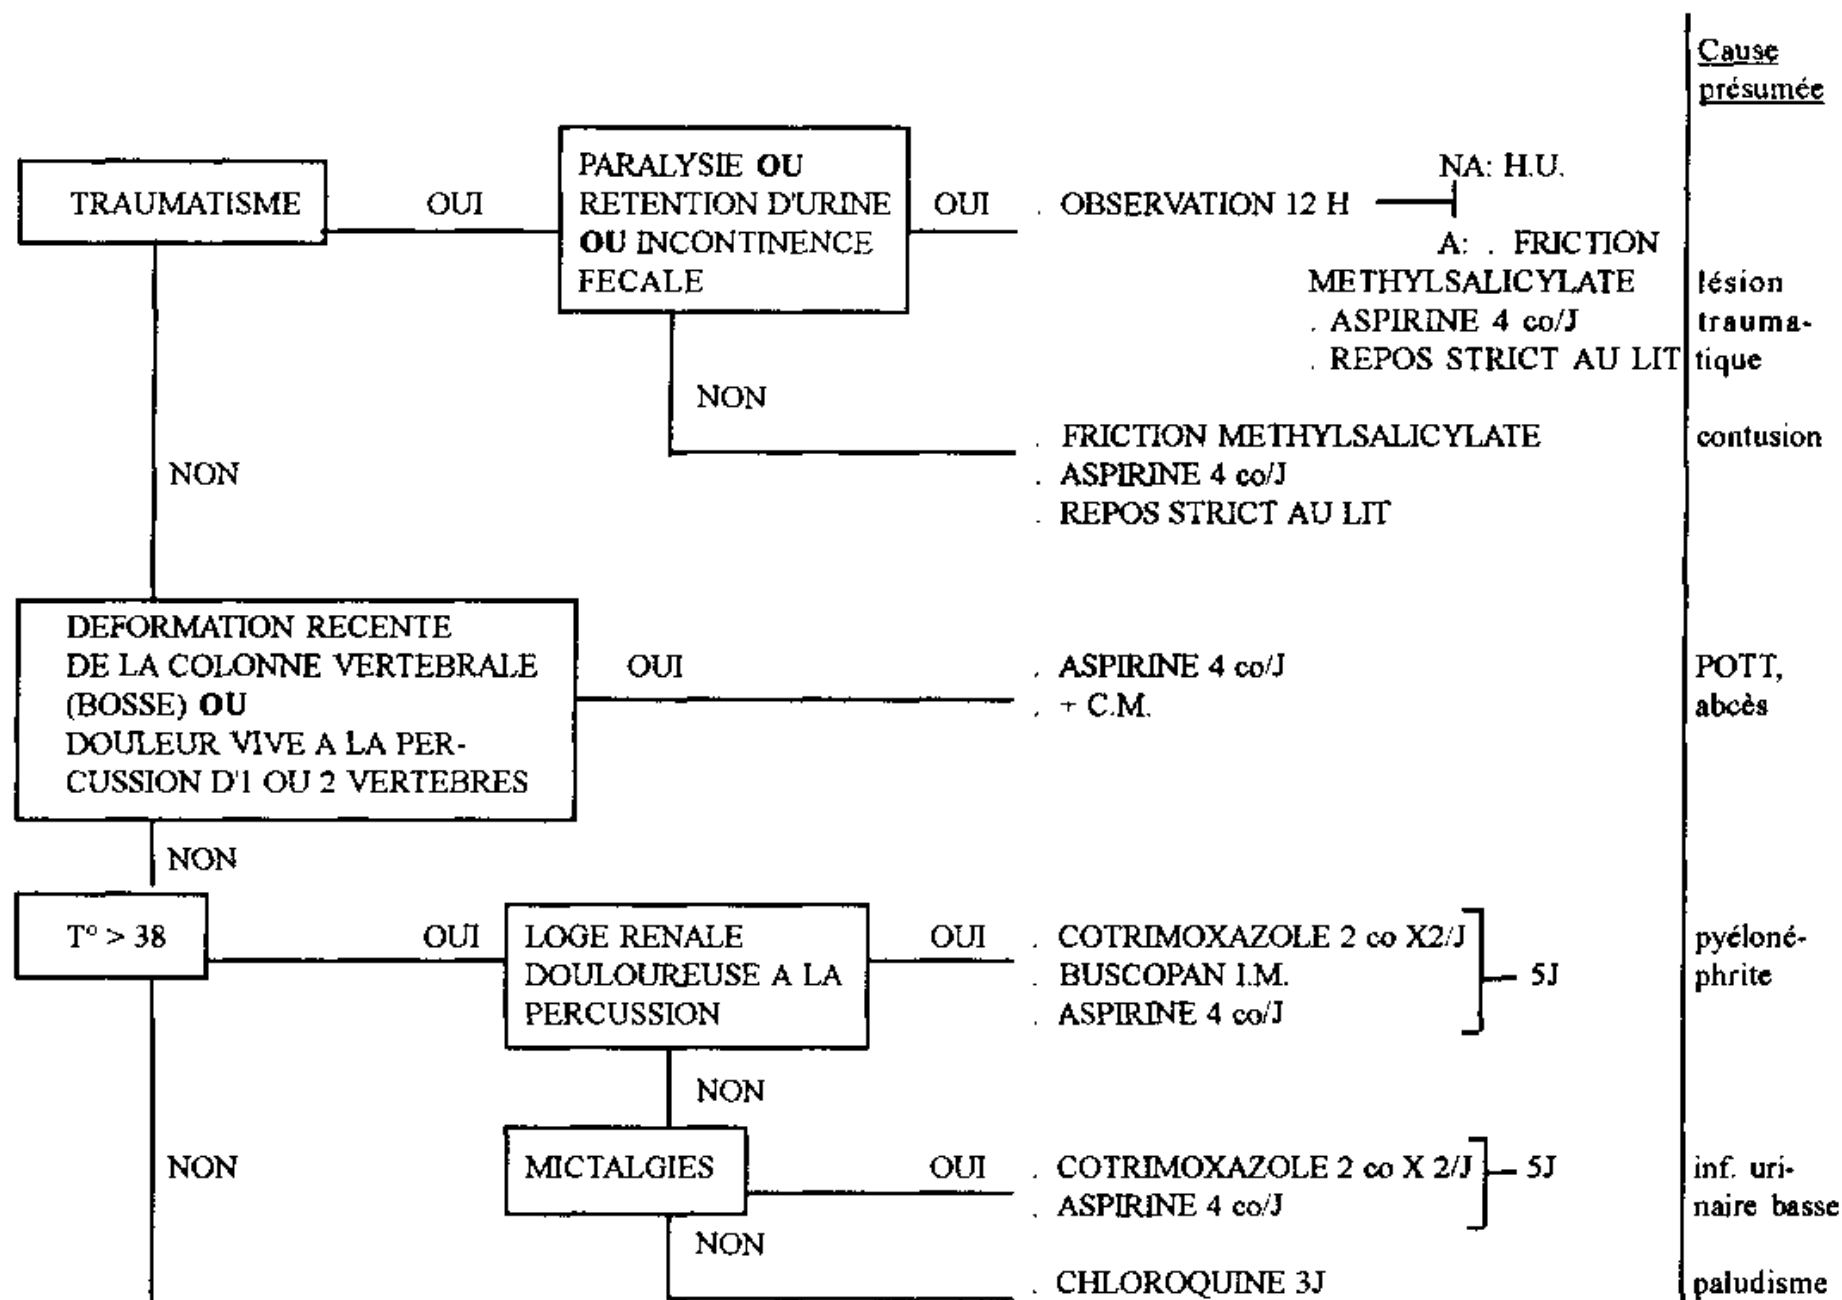 Cause
présumée
TRAUMATISME
OUI
PARALYSIE OU
RETENTION D'URINE
OU INCONTINENCE
FECALE
OUI
. OBSERVATION 12 H
NA: H.U.
A: . FRICTION
METHYLSALICYLATE
. ASPIRINE 4 co/J
. REPOS STRICT AU LIT
lésion
trauma-
tique
NON
. FRICTION METHYLSALICYLATE
. ASPIRINE 4 co/J
. REPOS STRICT AU LIT
contusion
NON
DEFORMATION RECENTE
DE LA COLONNE VERTEBRALE
(BOSSE) OU
DOULEUR VIVE A LA PER-
CUSSION D'1 OU 2 VERTEBRES
OUI
. ASPIRINE 4 co/J
. + C.M.
POTT,
abcès
NON
T° > 38
OUI
LOGE RENALE
DOULOUREUSE A LA
PERCUSSION
OUI
. COTRIMOXAZOLE 2 co X2/J
. BUSCOPAN I.M.
. ASPIRINE 4 co/J
5J
pyéloné-
phrite
NON
NON
MICTALGIES
OUI
. COTRIMOXAZOLE 2 co X 2/J
. ASPIRINE 4 co/J
5J
inf. uri-
naire basse
NON
. CHLOROQUINE 3J
paludisme